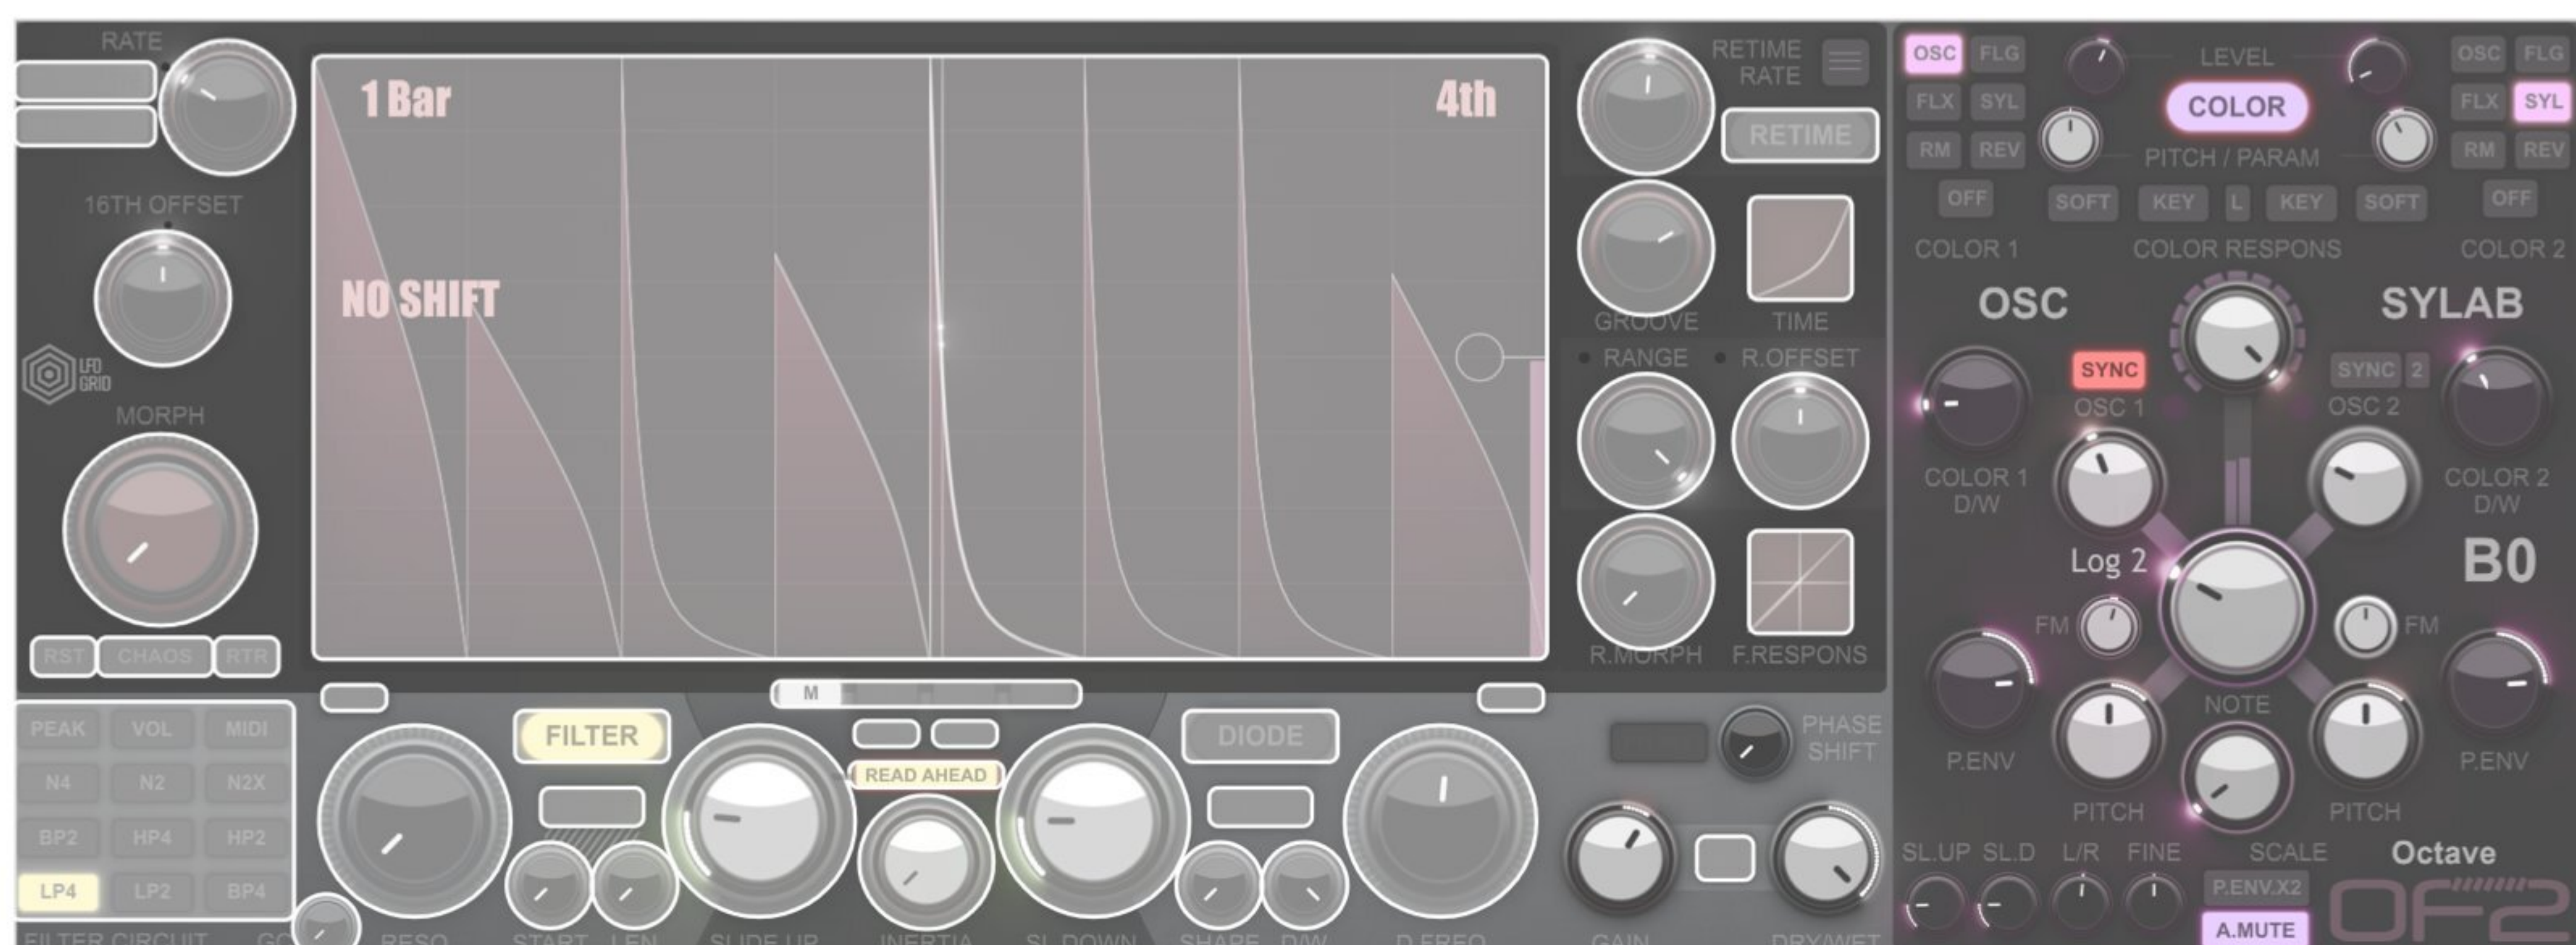 RATE
16TH OFFSET
LFO
GRID
MORPH
RST CHAOS RTR
1 Bar
4th
NO SHIFT
M
RETIME
RATE
RETIME
GROOVE TIME
RANGE R.OFFSET
R.MORPH F.RESPONS
PEAK VOL MIDI
N4 N2 N2X
BP2 HP4 HP2
LP4 LP2 BP4
FILTER CIRCUIT
FILTER
READ AHEAD
DIODE
RESO START LEN SLIDE UP INERTIA SL.DOWN SHAPE D/W D.FREQ
PHASE
SHIFT
GAIN DRY/WET
OSC FLG
FLX SYL
RM REV
OFF
LEVEL
COLOR
PITCH / PARAM
SOFT KEY L KEY SOFT
OSC FLG
FLX SYL
RM REV
OFF
COLOR 1 COLOR RESPONS COLOR 2
OSC SYLAB
SYNC SYNC 2
OSC 1 OSC 2
COLOR 1
D/W
COLOR 2
D/W
Log 2 B0
FM FM
NOTE
P.ENV P.ENV
PITCH PITCH
SL.UP SL.D L/R FINE SCALE Octave
P.ENV.X2
A.MUTE
OF2